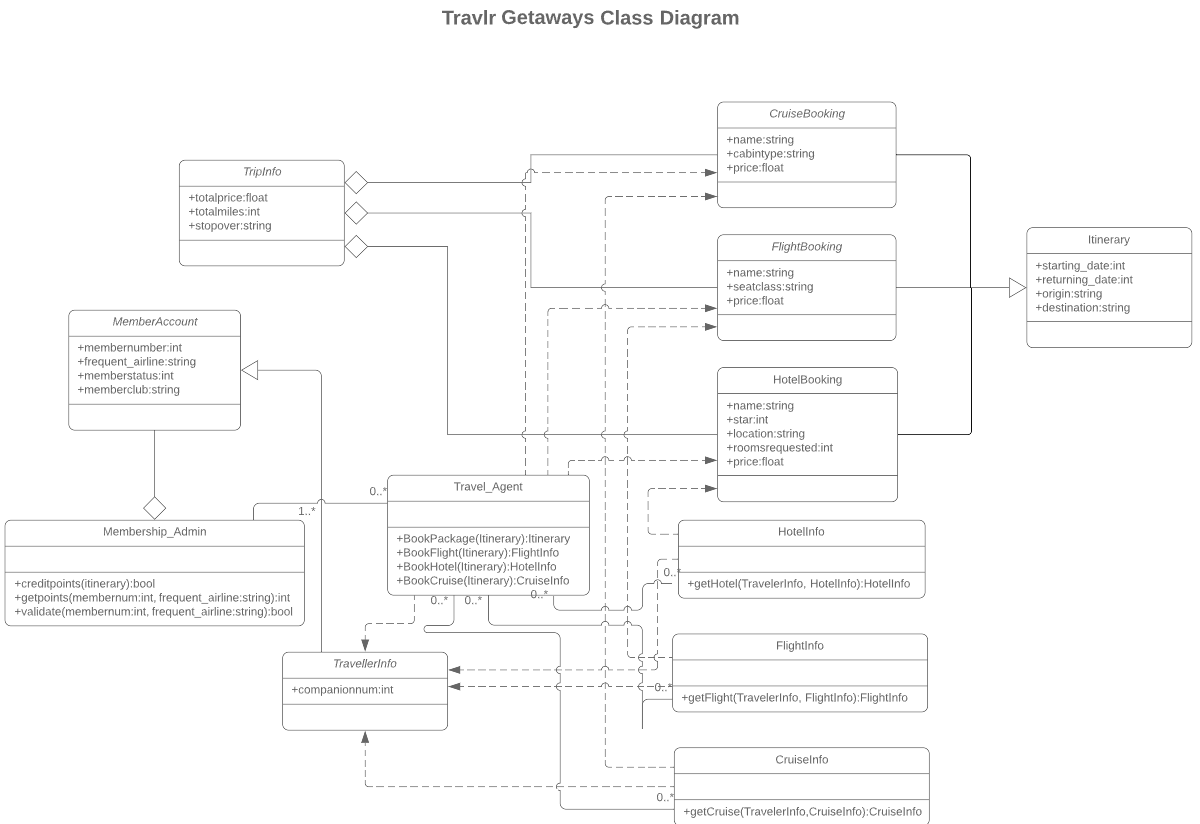 Travlr Getaways Class Diagram
CruiseBooking
+name:string
+cabintype:string
+price:float
TripInfo
+totalprice:float
+totalmiles:int
+stopover:string
FlightBooking
+name:string
+seatclass:string
+price:float
Itinerary
+starting_date:int
+returning_date:int
+origin:string
+destination:string
MemberAccount
+membernumber:int
+frequent_airline:string
+memberstatus:int
+memberclub:string
HotelBooking
+name:string
+star:int
+location:string
+roomsrequested:int
+price:float
0..*
1..*
Travel_Agent
+BookPackage(Itinerary):Itinerary
+BookFlight(Itinerary):FlightInfo
+BookHotel(Itinerary):HotelInfo
+BookCruise(Itinerary):CruiseInfo
0..*
0..*
0..*
Membership_Admin
+creditpoints(itinerary):bool
+getpoints(membernum:int, frequent_airline:string):int
+validate(membernum:int, frequent_airline:string):bool
HotelInfo
0..*
+getHotel(TravelerInfo, HotelInfo):HotelInfo
TravellerInfo
+companionnum:int
FlightInfo
0..*
+getFlight(TravelerInfo, FlightInfo):FlightInfo
CruiseInfo
0..*
+getCruise(TravelerInfo,CruiseInfo):CruiseInfo